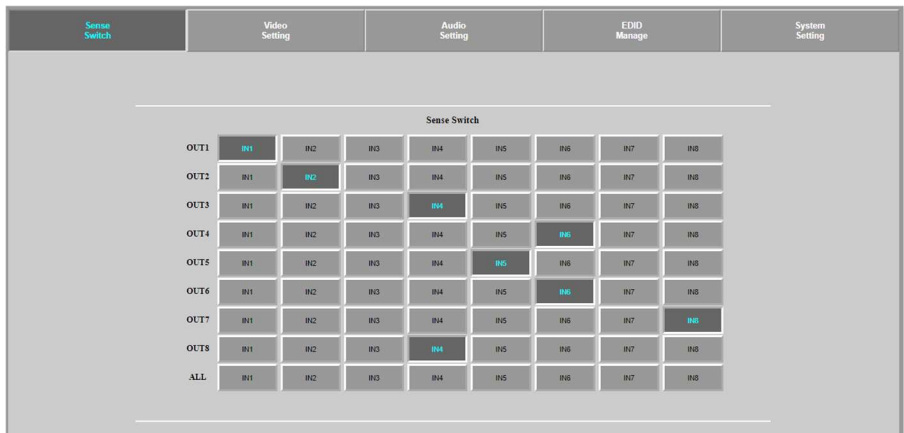 Sense
Switch
Video
Setting
Audio
Setting
EDID
Manage
System
Setting
Sense Switch
OUT1 IN1 IN2 IN3 IN4 IN5 IN6 IN7 IN8
OUT2 IN1 IN2 IN3 IN4 IN5 IN6 IN7 IN8
OUT3 IN1 IN2 IN3 IN4 IN5 IN6 IN7 IN8
OUT4 IN1 IN2 IN3 IN4 IN5 IN6 IN7 IN8
OUT5 IN1 IN2 IN3 IN4 IN5 IN6 IN7 IN8
OUT6 IN1 IN2 IN3 IN4 IN5 IN6 IN7 IN8
OUT7 IN1 IN2 IN3 IN4 IN5 IN6 IN7 IN8
OUT8 IN1 IN2 IN3 IN4 IN5 IN6 IN7 IN8
ALL IN1 IN2 IN3 IN4 IN5 IN6 IN7 IN8